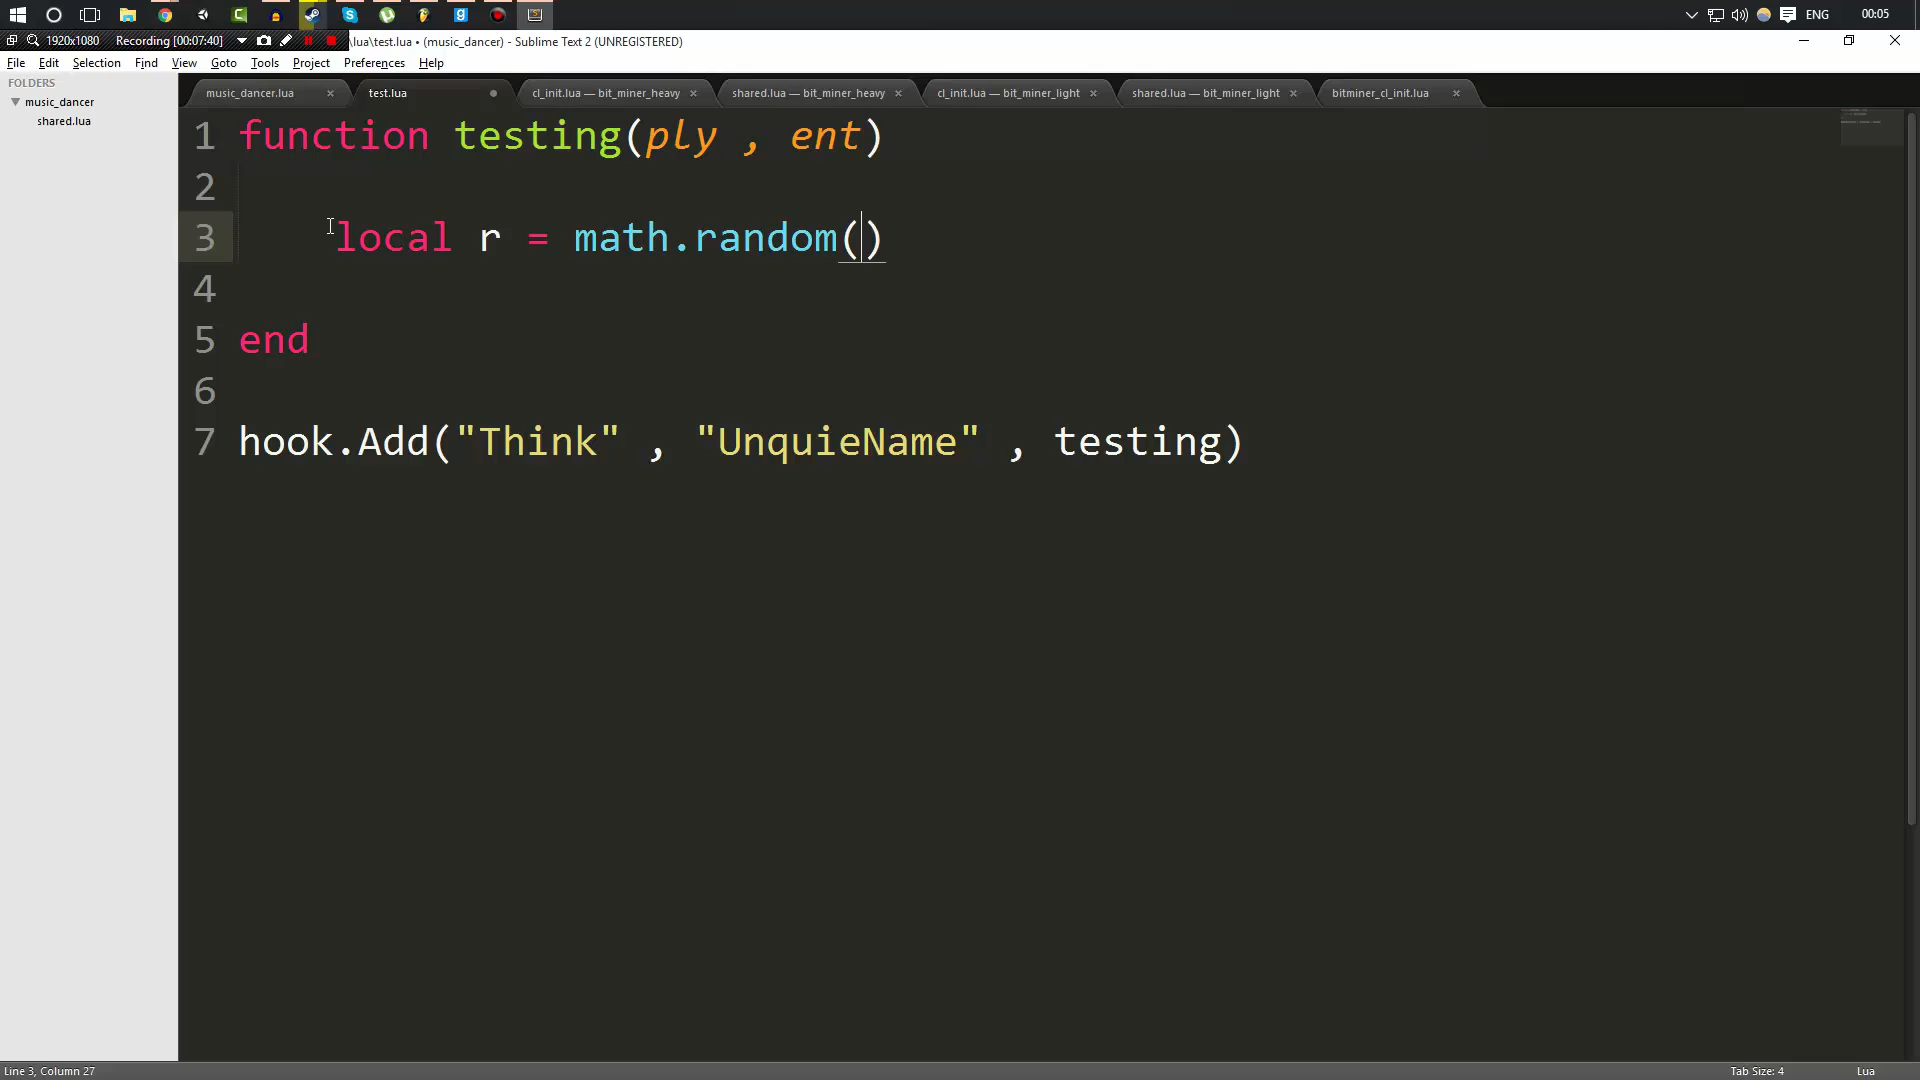 ENG
00:05
1920x1080 Recording [00:07:40] \lua\test.lua • (music_dancer) - Sublime Text 2 (UNREGISTERED)
File Edit Selection Find View Goto Tools Project Preferences Help
FOLDERS
music_dancer
shared.lua
music_dancer.lua × test.lua cl_init.lua — bit_miner_heavy × shared.lua — bit_miner_heavy × cl_init.lua — bit_miner_light × shared.lua — bit_miner_light × bitminer_cl_init.lua ×
1 function testing(ply , ent)
2
3 local r = math.random()
4
5 end
6
7 hook.Add("Think" , "UnquieName" , testing)
Line 3, Column 27
Tab Size: 4
Lua